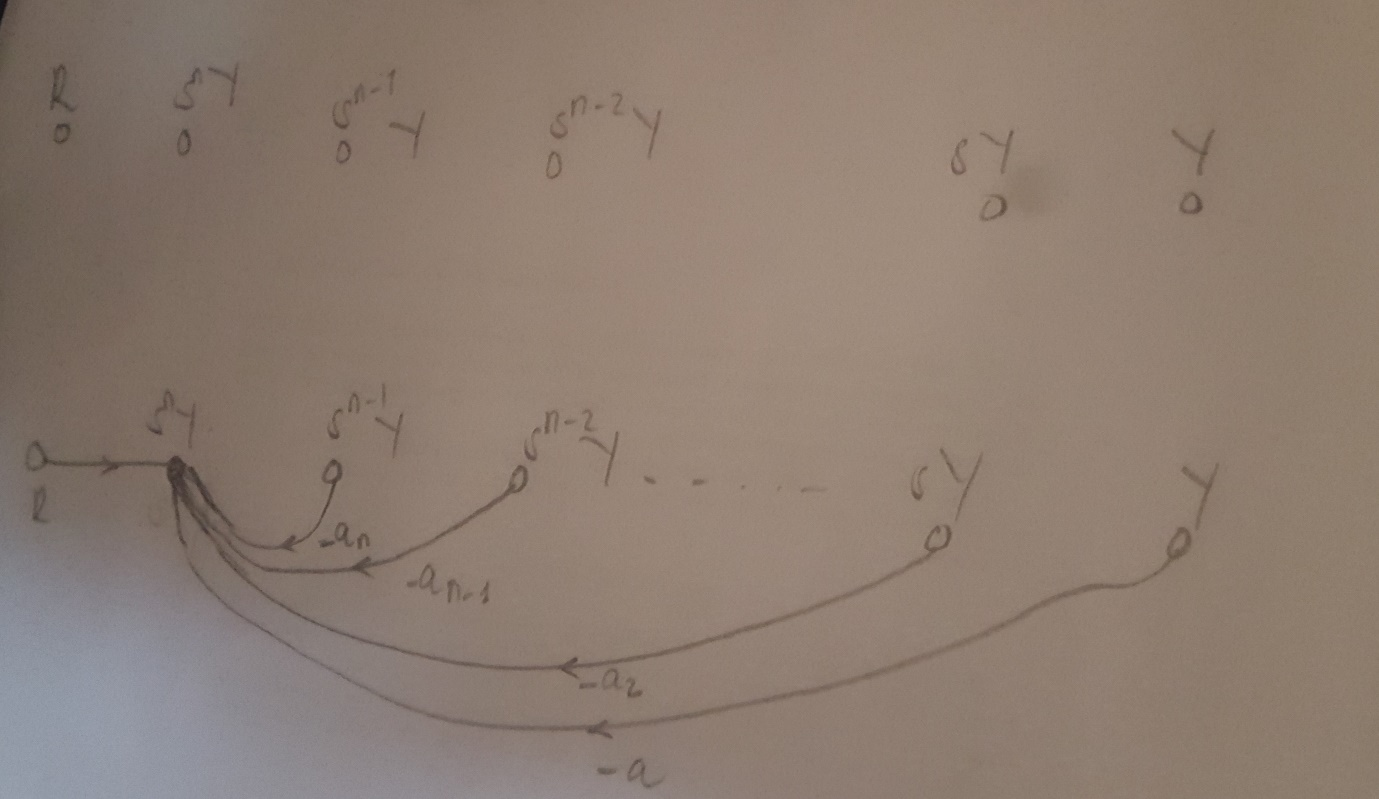 R sⁿY sⁿ⁻¹Y sⁿ⁻²Y sY Y
sⁿY sⁿ⁻¹Y sⁿ⁻²Y ..... sY Y
R
-aₙ
-aₙ₋₁
-a₂
-a